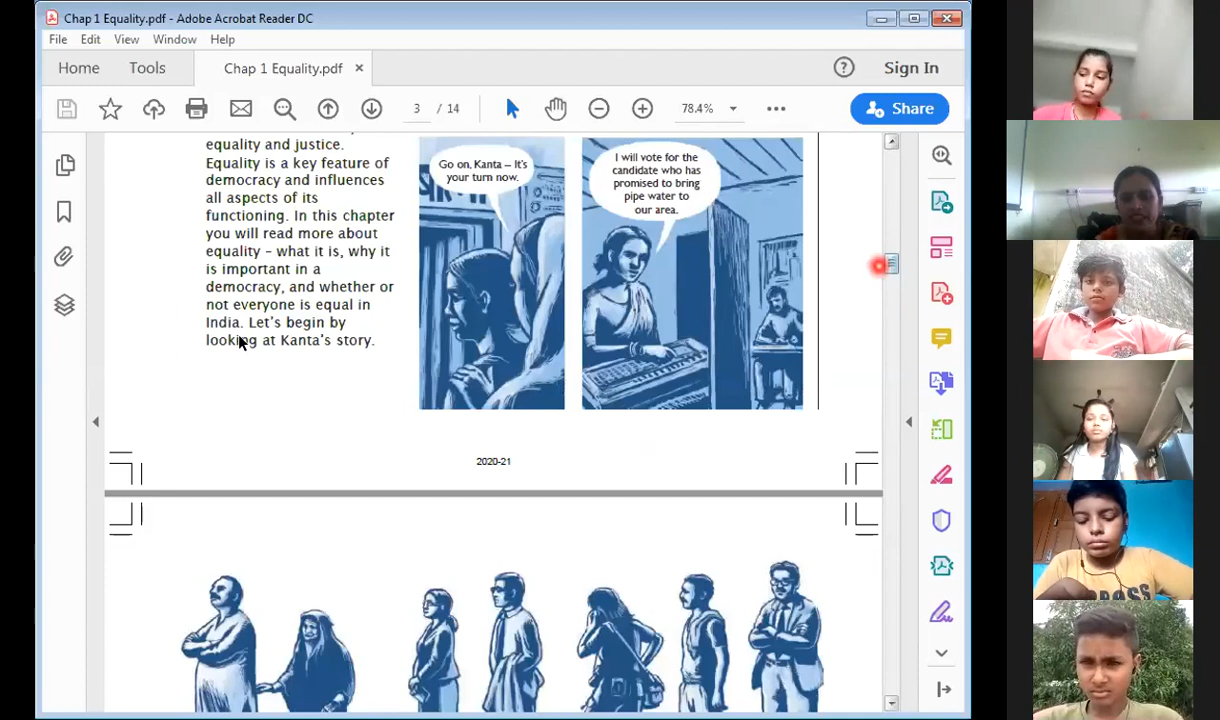 Chap 1 Equality.pdf - Adobe Acrobat Reader DC
File Edit View Window Help
Home Tools Chap 1 Equality.pdf × ? Sign In
3 / 14 78.4% Share
equality and justice.
Equality is a key feature of
democracy and influences
all aspects of its
functioning. In this chapter
you will read more about
equality – what it is, why it
is important in a
democracy, and whether or
not everyone is equal in
India. Let's begin by
looking at Kanta's story.
Go on, Kanta – It's
your turn now.
I will vote for the
candidate who has
promised to bring
pipe water to
our area.
2020-21